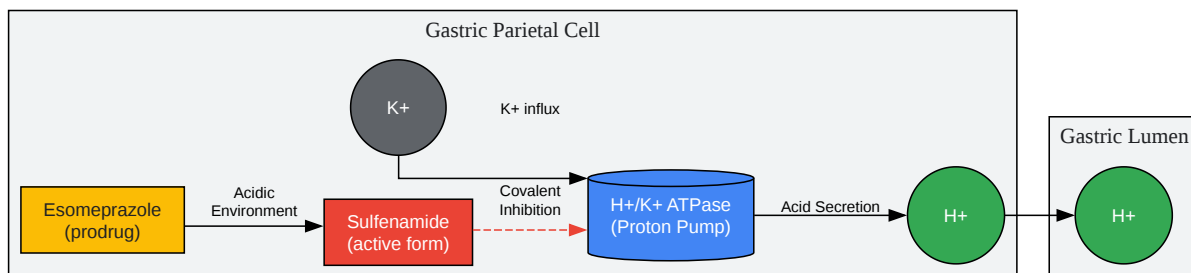 Gastric Parietal Cell
K+
K+ influx
Gastric Lumen
Esomeprazole
(prodrug)
Acidic
Environment
Sulfenamide
(active form)
Covalent
Inhibition
H+/K+ ATPase
(Proton Pump)
Acid Secretion
H+
H+